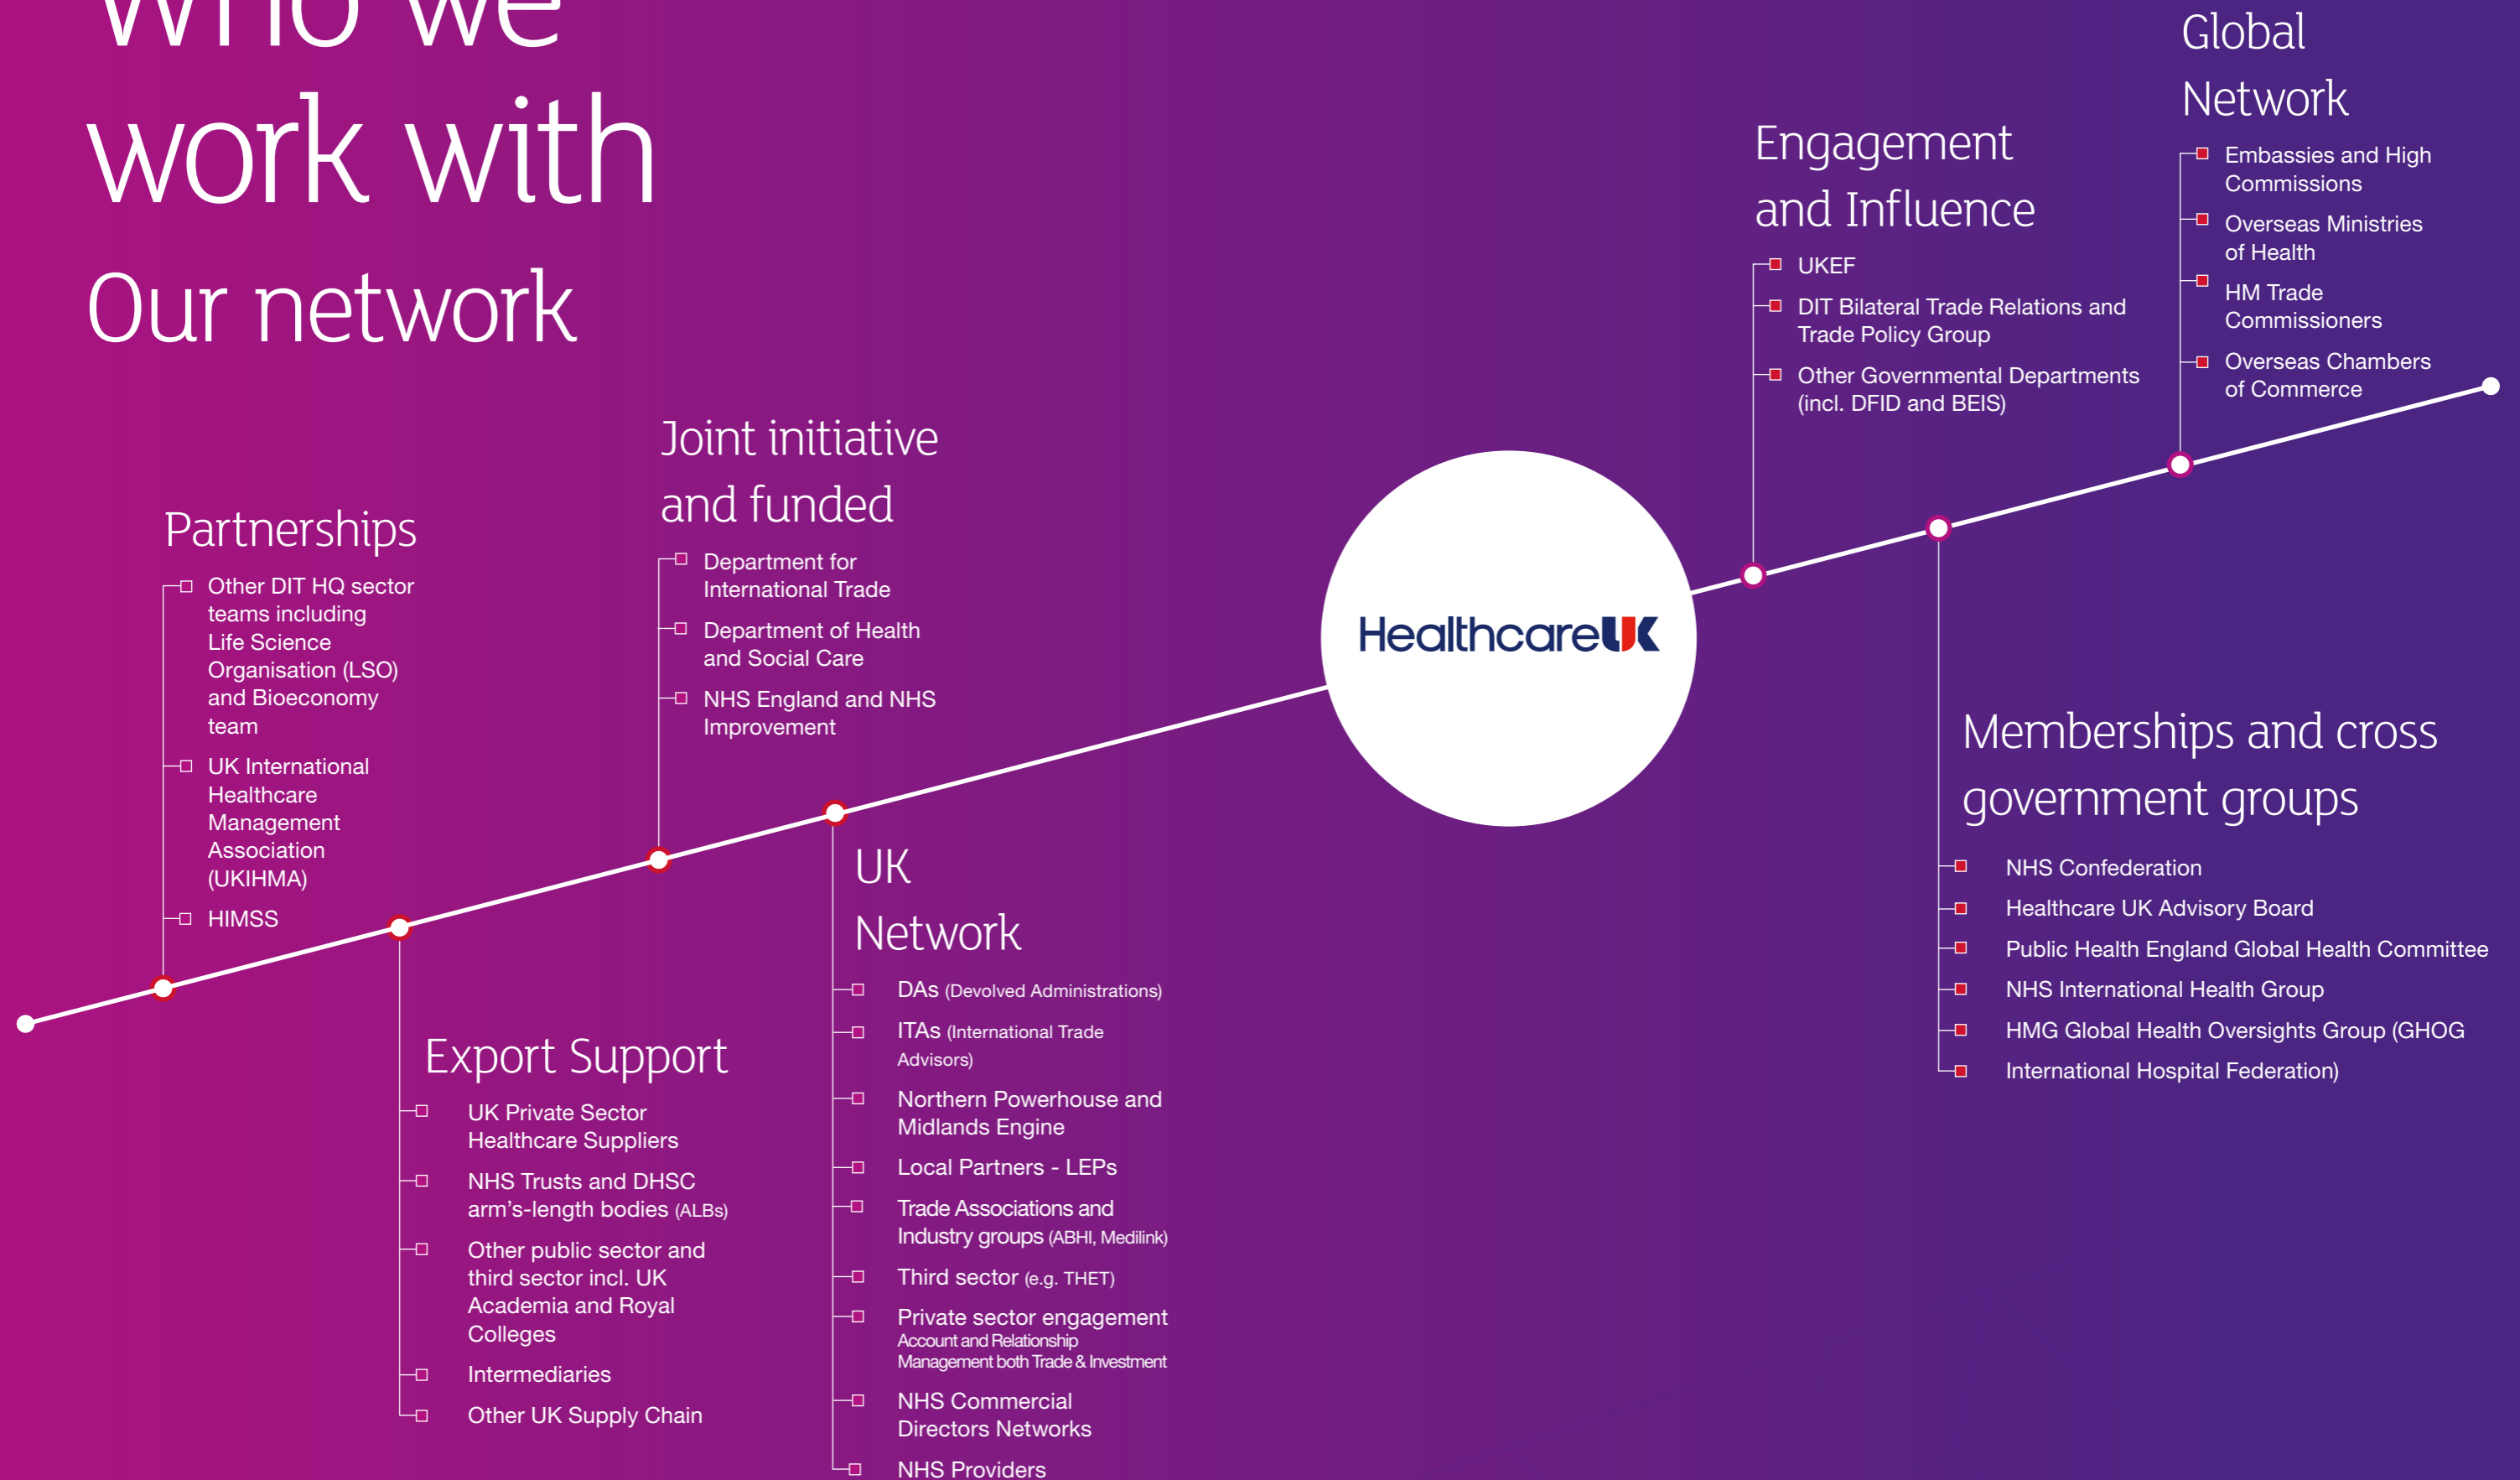 Who we
work with
Our network
Partnerships
Other DIT HQ sector
teams including
Life Science
Organisation (LSO)
and Bioeconomy
team
UK International
Healthcare
Management
Association
(UKIHMA)
HIMSS
Export Support
UK Private Sector
Healthcare Suppliers
NHS Trusts and DHSC
arm's-length bodies (ALBs)
Other public sector and
third sector incl. UK
Academia and Royal
Colleges
Intermediaries
Other UK Supply Chain
Joint initiative
and funded
Department for
International Trade
Department of Health
and Social Care
NHS England and NHS
Improvement
UK
Network
DAs (Devolved Administrations)
ITAs (International Trade
Advisors)
Northern Powerhouse and
Midlands Engine
Local Partners - LEPs
Trade Associations and
Industry groups (ABHI, Medilink)
Third sector (e.g. THET)
Private sector engagement
Account and Relationship
Management both Trade & Investment
NHS Commercial
Directors Networks
NHS Providers
HealthcareUK
Engagement
and Influence
UKEF
DIT Bilateral Trade Relations and
Trade Policy Group
Other Governmental Departments
(incl. DFID and BEIS)
Memberships and cross
government groups
NHS Confederation
Healthcare UK Advisory Board
Public Health England Global Health Committee
NHS International Health Group
HMG Global Health Oversights Group (GHOG
International Hospital Federation)
Global
Network
Embassies and High
Commissions
Overseas Ministries
of Health
HM Trade
Commissioners
Overseas Chambers
of Commerce